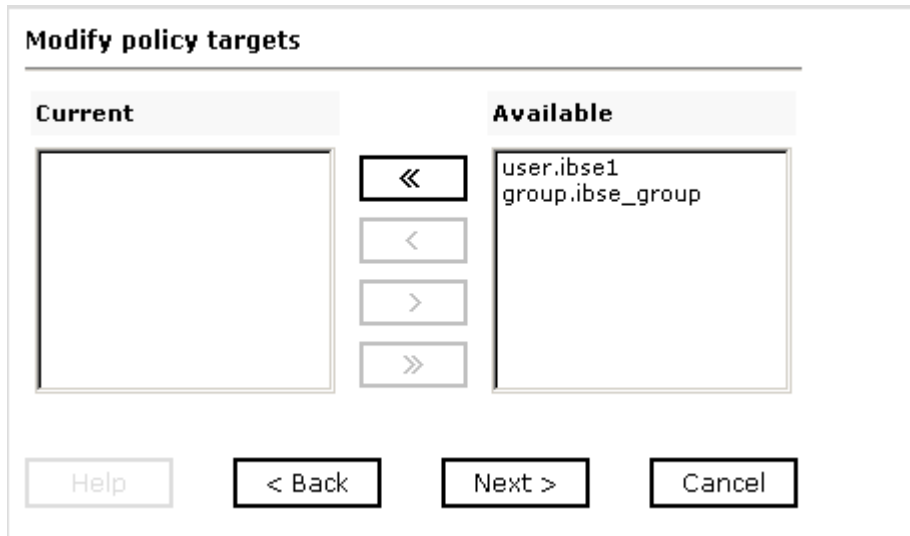 Modify policy targets
Current
Available
user.ibse1
group.ibse_group
«
<
>
»
Help
< Back
Next >
Cancel